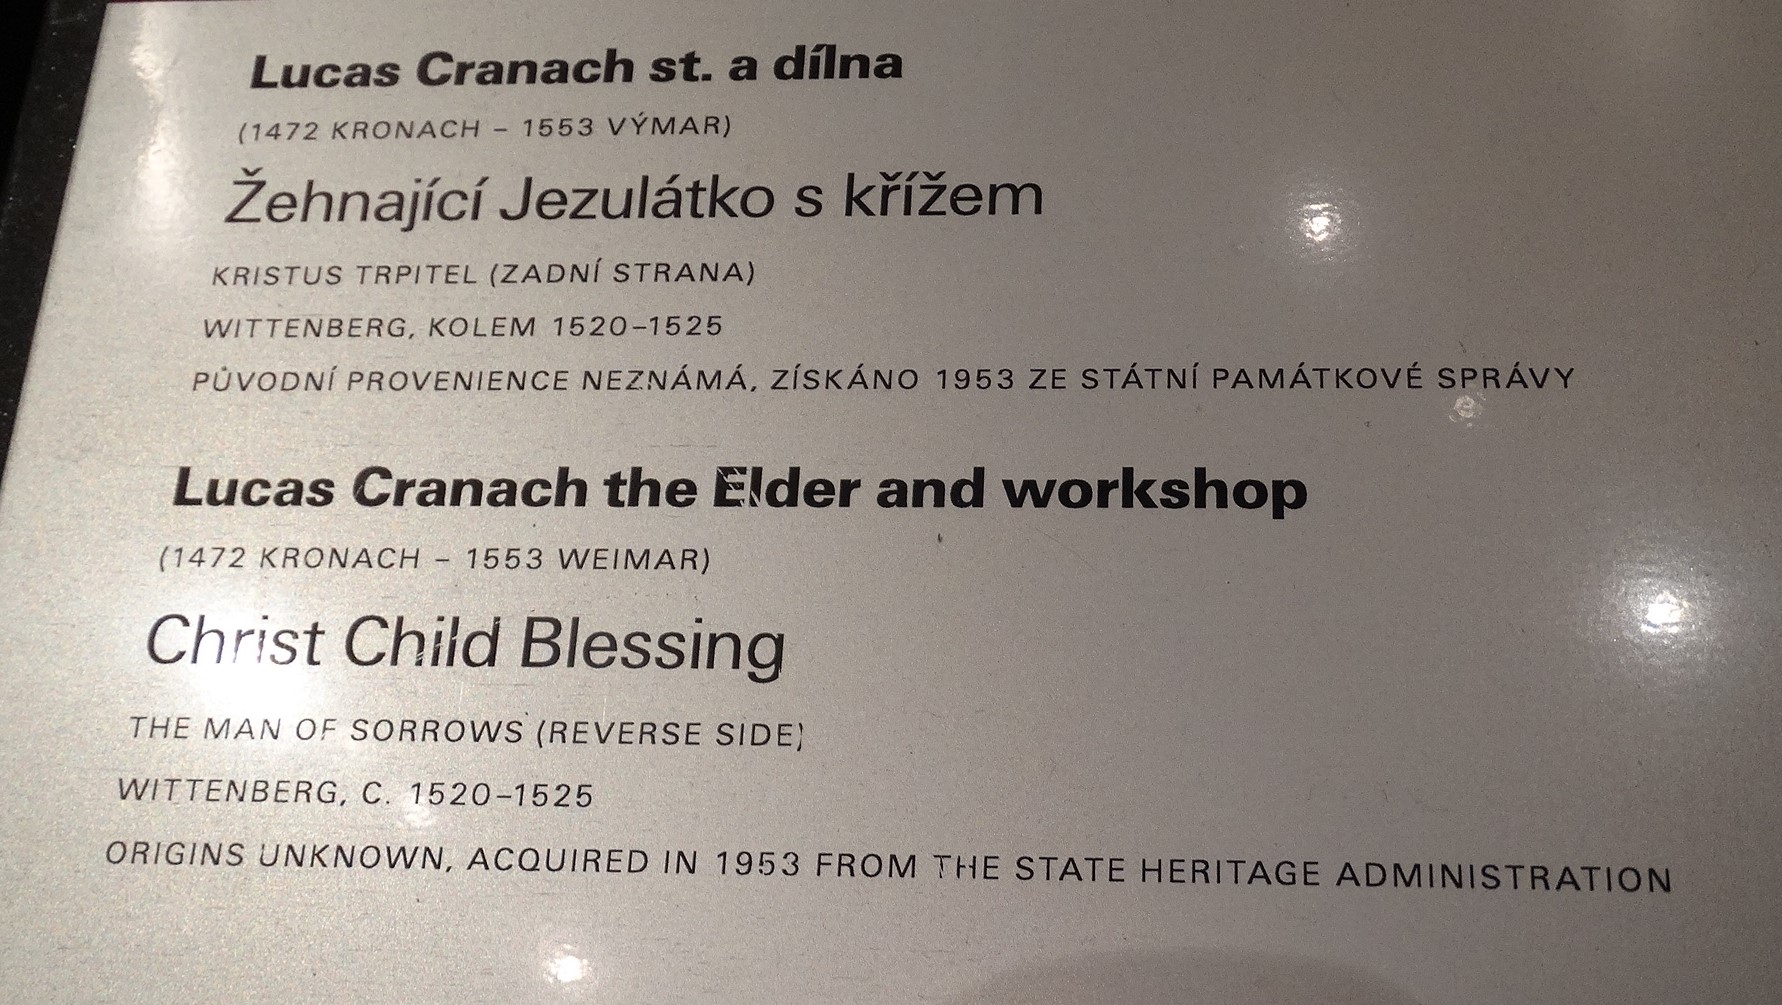 Lucas Cranach st. a dílna
(1472 KRONACH – 1553 VÝMAR)
Žehnající Jezulátko s křížem
KRISTUS TRPITEL (ZADNÍ STRANA)
WITTENBERG, KOLEM 1520–1525
PŮVODNÍ PROVENIENCE NEZNÁMÁ, ZÍSKÁNO 1953 ZE STÁTNÍ PAMÁTKOVÉ SPRÁVY
Lucas Cranach the Elder and workshop
(1472 KRONACH – 1553 WEIMAR)
Christ Child Blessing
THE MAN OF SORROWS (REVERSE SIDE)
WITTENBERG, C. 1520–1525
ORIGINS UNKNOWN, ACQUIRED IN 1953 FROM THE STATE HERITAGE ADMINISTRATION